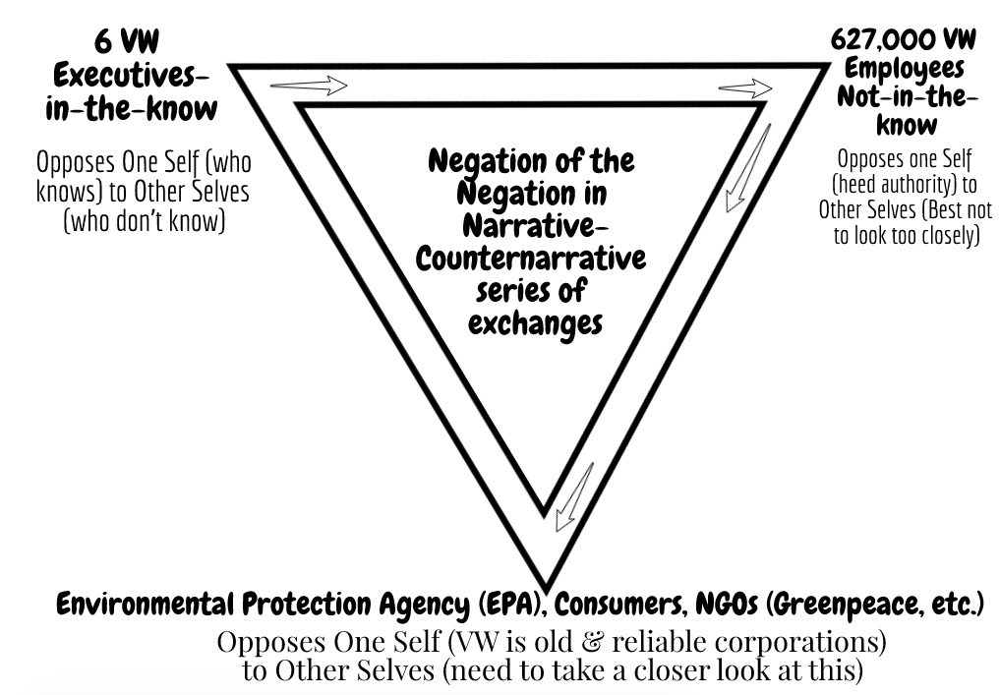 6 VW
Executives-
in-the-know
Opposes One Self (who
knows) to Other Selves
(who don't know)
627,000 VW
Employees
Not-in-the-
know
Opposes one Self
(heed authority) to
Other Selves (Best not
to look too closely)
Negation of the
Negation in
Narrative-
Counternarrative
series of
exchanges
Environmental Protection Agency (EPA), Consumers, NGOs (Greenpeace, etc.)
Opposes One Self (VW is old & reliable corporations)
to Other Selves (need to take a closer look at this)